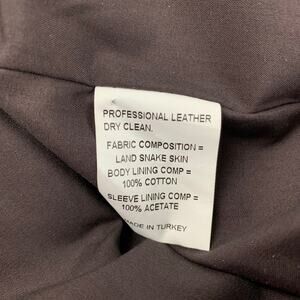 PROFESSIONAL LEATHER
DRY CLEAN.
FABRIC COMPOSITION =
LAND SNAKE SKIN
BODY LINING COMP =
100% COTTON
SLEEVE LINING COMP =
100% ACETATE
MADE IN TURKEY